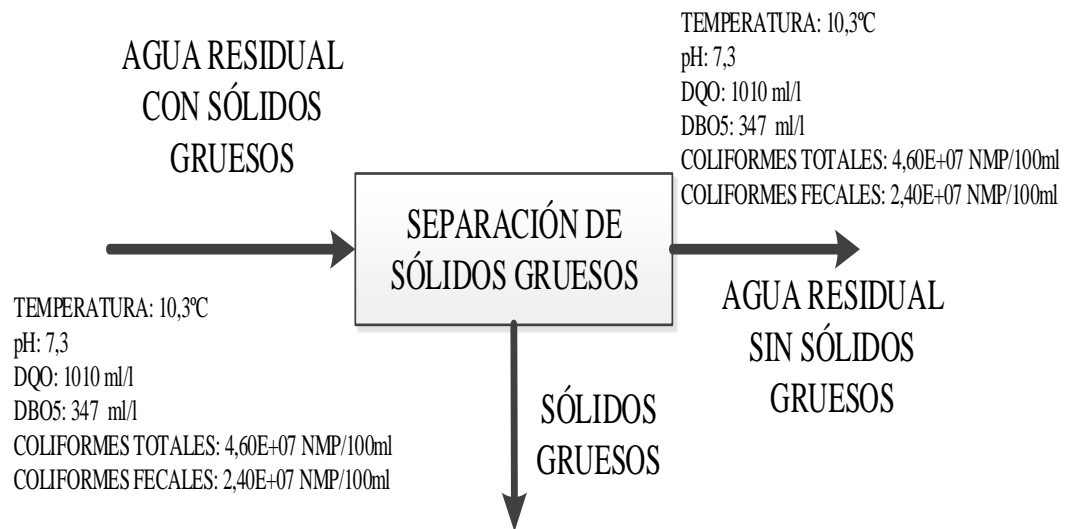 AGUA RESIDUAL
CON SÓLIDOS
GRUESOS
TEMPERATURA: 10,3ºC
pH: 7,3
DQO: 1010 ml/l
DBO5: 347 ml/l
COLIFORMES TOTALES: 4,60E+07 NMP/100ml
COLIFORMES FECALES: 2,40E+07 NMP/100ml
SEPARACIÓN DE
SÓLIDOS GRUESOS
TEMPERATURA: 10,3ºC
pH: 7,3
DQO: 1010 ml/l
DBO5: 347 ml/l
COLIFORMES TOTALES: 4,60E+07 NMP/100ml
COLIFORMES FECALES: 2,40E+07 NMP/100ml
AGUA RESIDUAL
SIN SÓLIDOS
GRUESOS
SÓLIDOS
GRUESOS